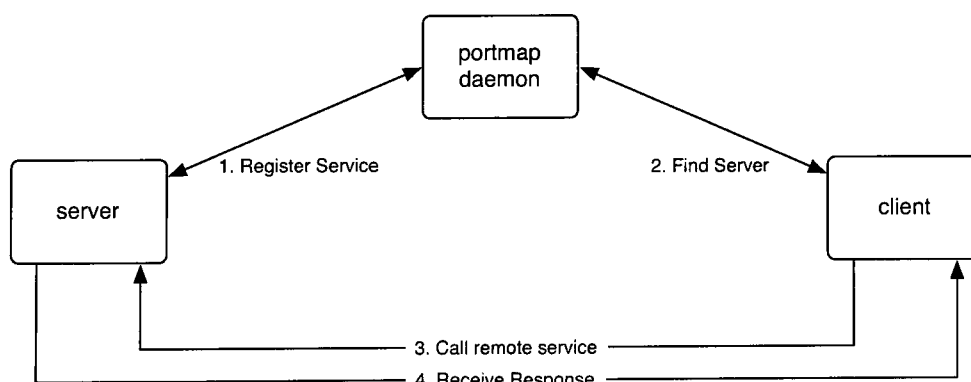 portmap
daemon
1. Register Service
2. Find Server
server
client
3. Call remote service
4. Receive Response